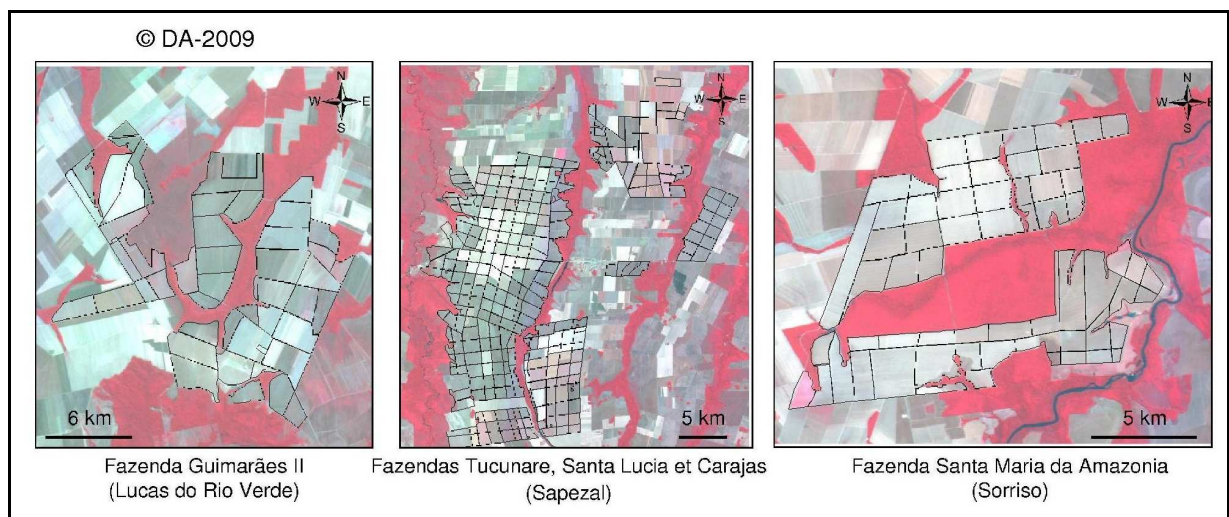 © DA-2009
N
W E
S
6 km
Fazenda Guimarães II
(Lucas do Rio Verde)
N
W E
S
5 km
Fazendas Tucunare, Santa Lucia et Carajas
(Sapezal)
N
W E
S
5 km
Fazenda Santa Maria da Amazonia
(Sorriso)